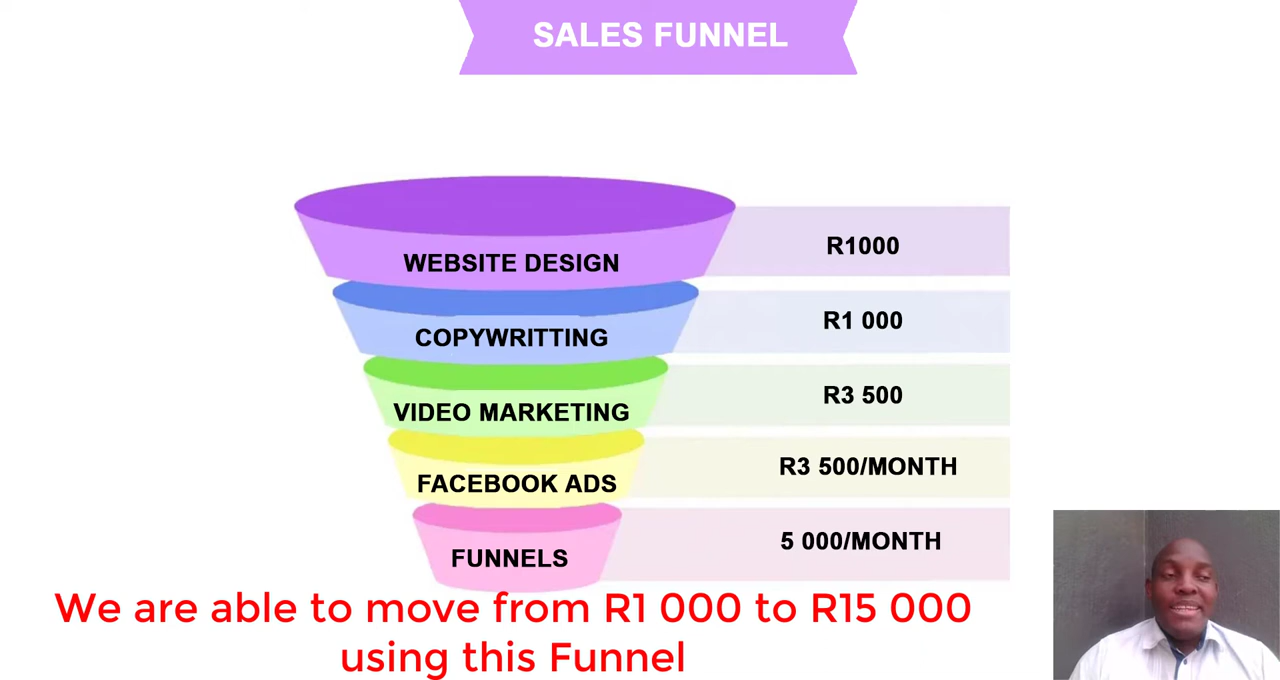 SALES FUNNEL
WEBSITE DESIGN
R1000
COPYWRITTING
R1 000
VIDEO MARKETING
R3 500
FACEBOOK ADS
R3 500/MONTH
FUNNELS
5 000/MONTH
We are able to move from R1 000 to R15 000
using this Funnel